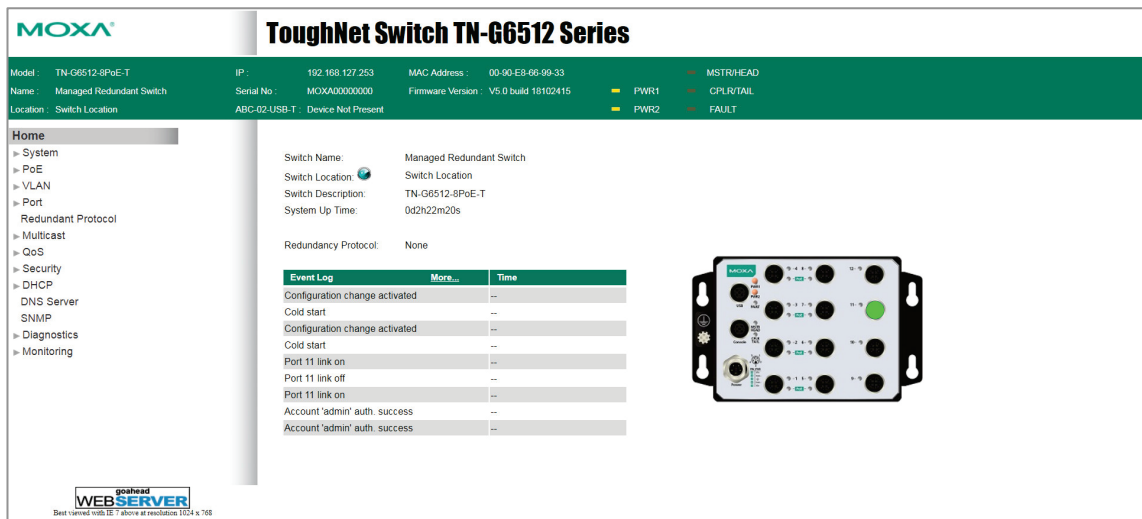 MOXA®
ToughNet Switch TN-G6512 Series
Model : TN-G6512-8PoE-T IP : 192.168.127.253 MAC Address : 00-90-E8-66-99-33 MSTR/HEAD
Name : Managed Redundant Switch Serial No : MOXA00000000 Firmware Version : V5.0 build 18102415 PWR1 CPLR/TAIL
Location : Switch Location ABC-02-USB-T : Device Not Present PWR2 FAULT
Home
System
PoE
VLAN
Port
Redundant Protocol
Multicast
QoS
Security
DHCP
DNS Server
SNMP
Diagnostics
Monitoring
Switch Name: Managed Redundant Switch
Switch Location: Switch Location
Switch Description: TN-G6512-8PoE-T
System Up Time: 0d2h22m20s
Redundancy Protocol: None
Event Log More... Time
Configuration change activated --
Cold start --
Configuration change activated --
Cold start --
Port 11 link on --
Port 11 link off --
Port 11 link on --
Account 'admin' auth. success --
Account 'admin' auth. success --
MOXA
PWR1
PWR2
USB
Console
goahead
WEBSERVER
Best viewed with IE 7 above at resolution 1024 x 768